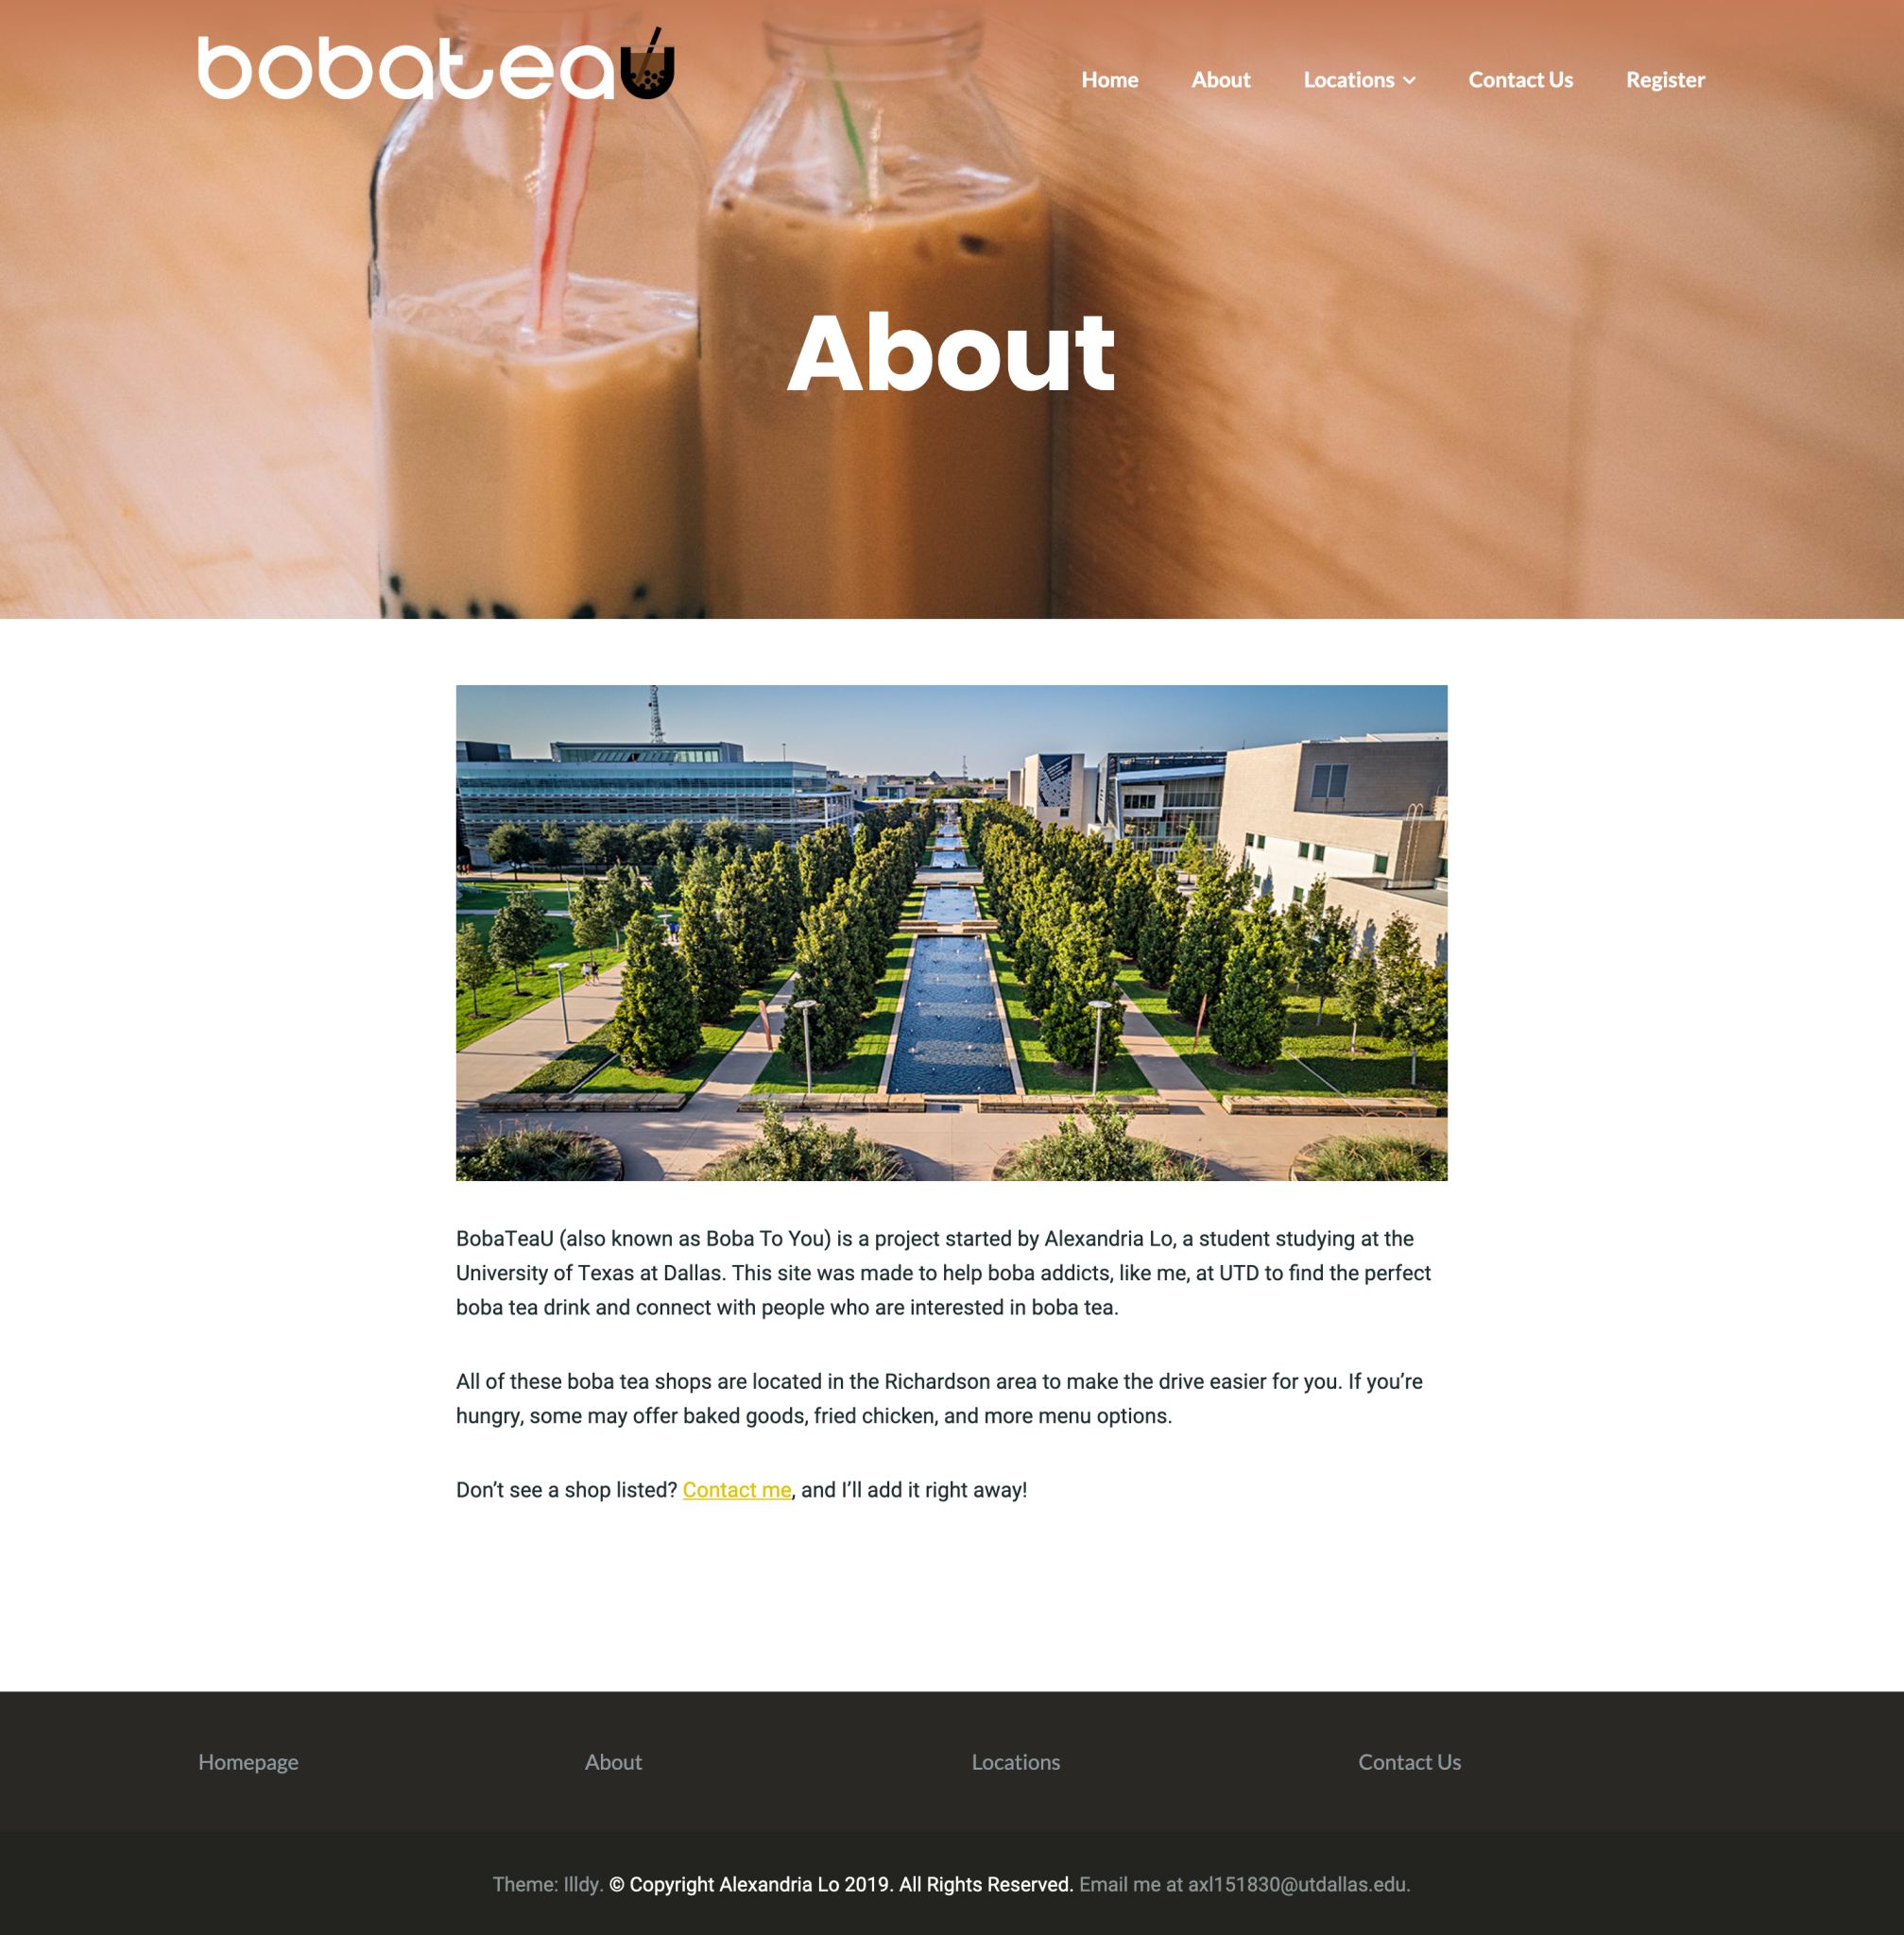 bobateau
Home About Locations Contact Us Register
About
BobaTeaU (also known as Boba To You) is a project started by Alexandria Lo, a student studying at the
University of Texas at Dallas. This site was made to help boba addicts, like me, at UTD to find the perfect
boba tea drink and connect with people who are interested in boba tea.
All of these boba tea shops are located in the Richardson area to make the drive easier for you. If you’re
hungry, some may offer baked goods, fried chicken, and more menu options.
Don’t see a shop listed? Contact me, and I’ll add it right away!
Homepage About Locations Contact Us
Theme: Illdy. © Copyright Alexandria Lo 2019. All Rights Reserved. Email me at axl151830@utdallas.edu.